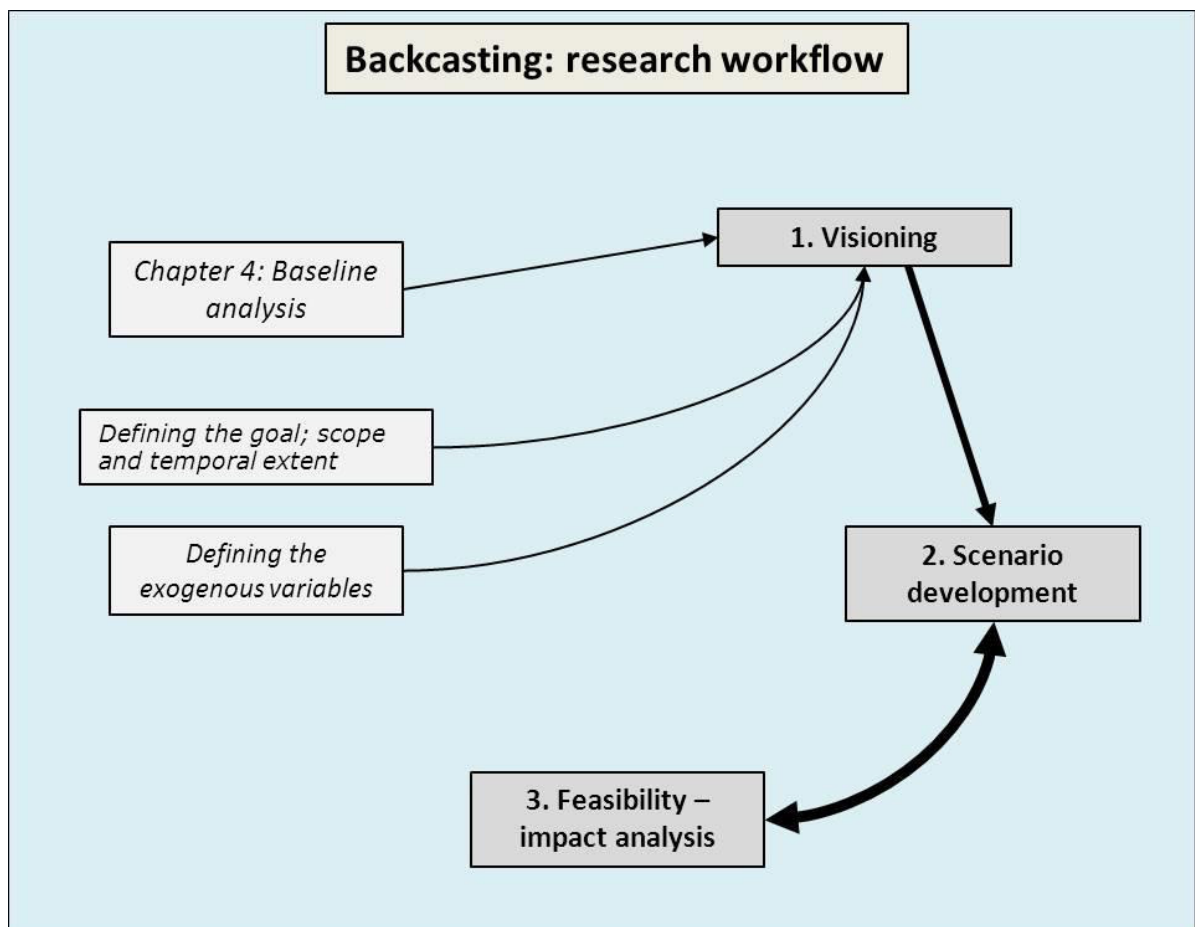 Backcasting: research workflow
1. Visioning
Chapter 4: Baseline
analysis
Defining the goal; scope
and temporal extent
Defining the
exogenous variables
2. Scenario
development
3. Feasibility –
impact analysis